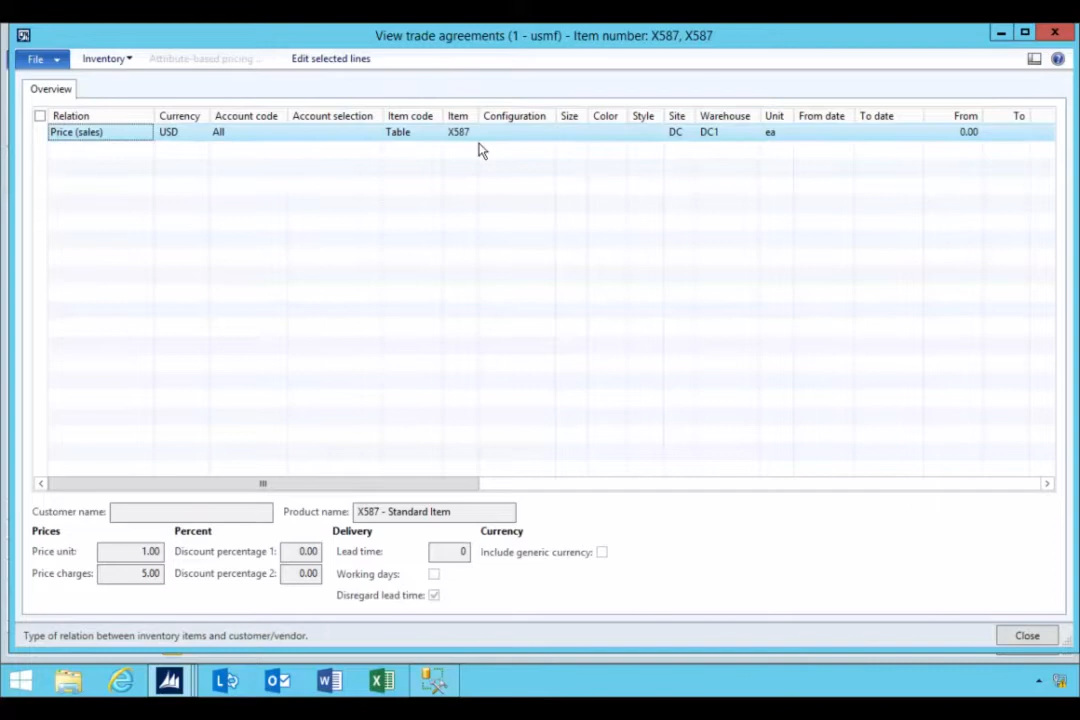 View trade agreements (1 - usmf) - Item number: X587, X587
File Inventory Attribute-based pricing ... Edit selected lines
Overview
Relation Currency Account code Account selection Item code Item Configuration Size Color Style Site Warehouse Unit From date To date From To
Price (sales) USD All Table X587 DC DC1 ea 0.00
Customer name: Product name: X587 - Standard Item
Prices Percent Delivery Currency
Price unit: 1.00 Discount percentage 1: 0.00 Lead time: 0 Include generic currency:
Price charges: 5.00 Discount percentage 2: 0.00 Working days:
Disregard lead time:
Type of relation between inventory items and customer/vendor.
Close